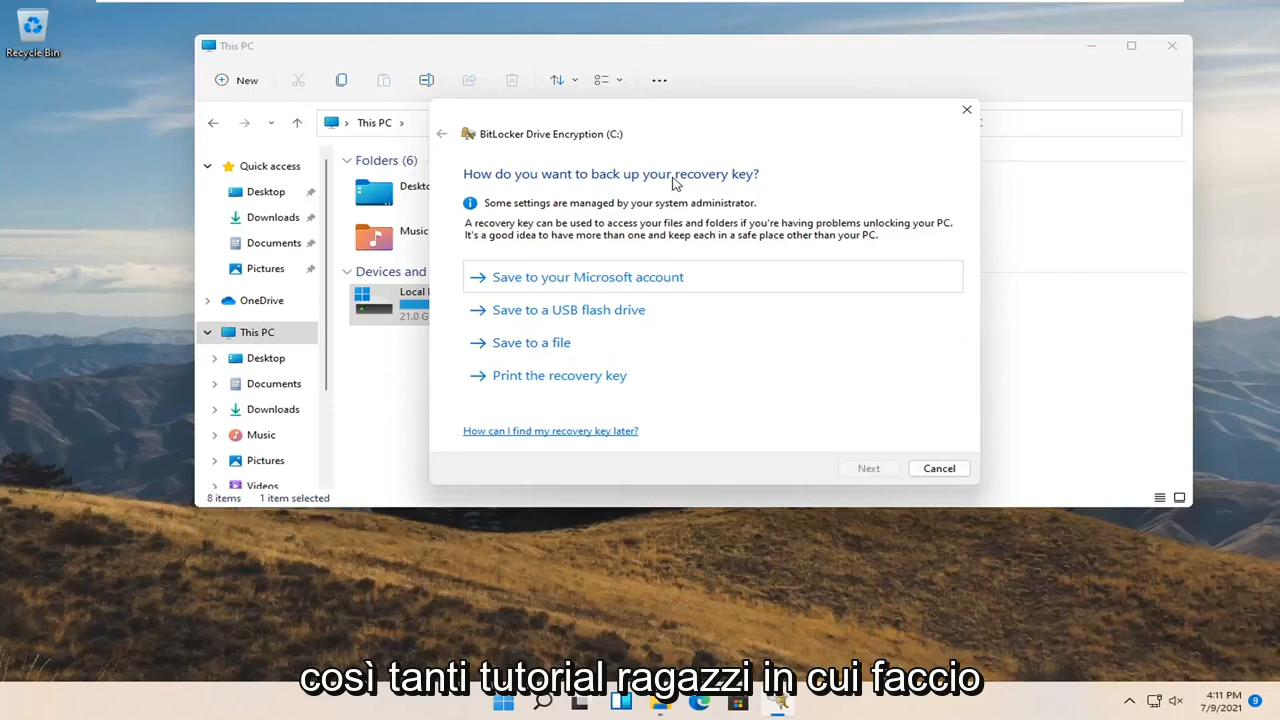 Recycle Bin
This PC
New
This PC
Quick access
Desktop
Downloads
Documents
Pictures
OneDrive
This PC
Desktop
Documents
Downloads
Music
Pictures
Videos
Folders (6)
Music
Devices and
Local
21.0 G
8 items
1 item selected
BitLocker Drive Encryption (C:)
How do you want to back up your recovery key?
Some settings are managed by your system administrator.
A recovery key can be used to access your files and folders if you're having problems unlocking your PC.
It's a good idea to have more than one and keep each in a safe place other than your PC.
Save to your Microsoft account
Save to a USB flash drive
Save to a file
Print the recovery key
How can I find my recovery key later?
Next
Cancel
così tanti tutorial ragazzi in cui faccio
4:11 PM
7/9/2021
9